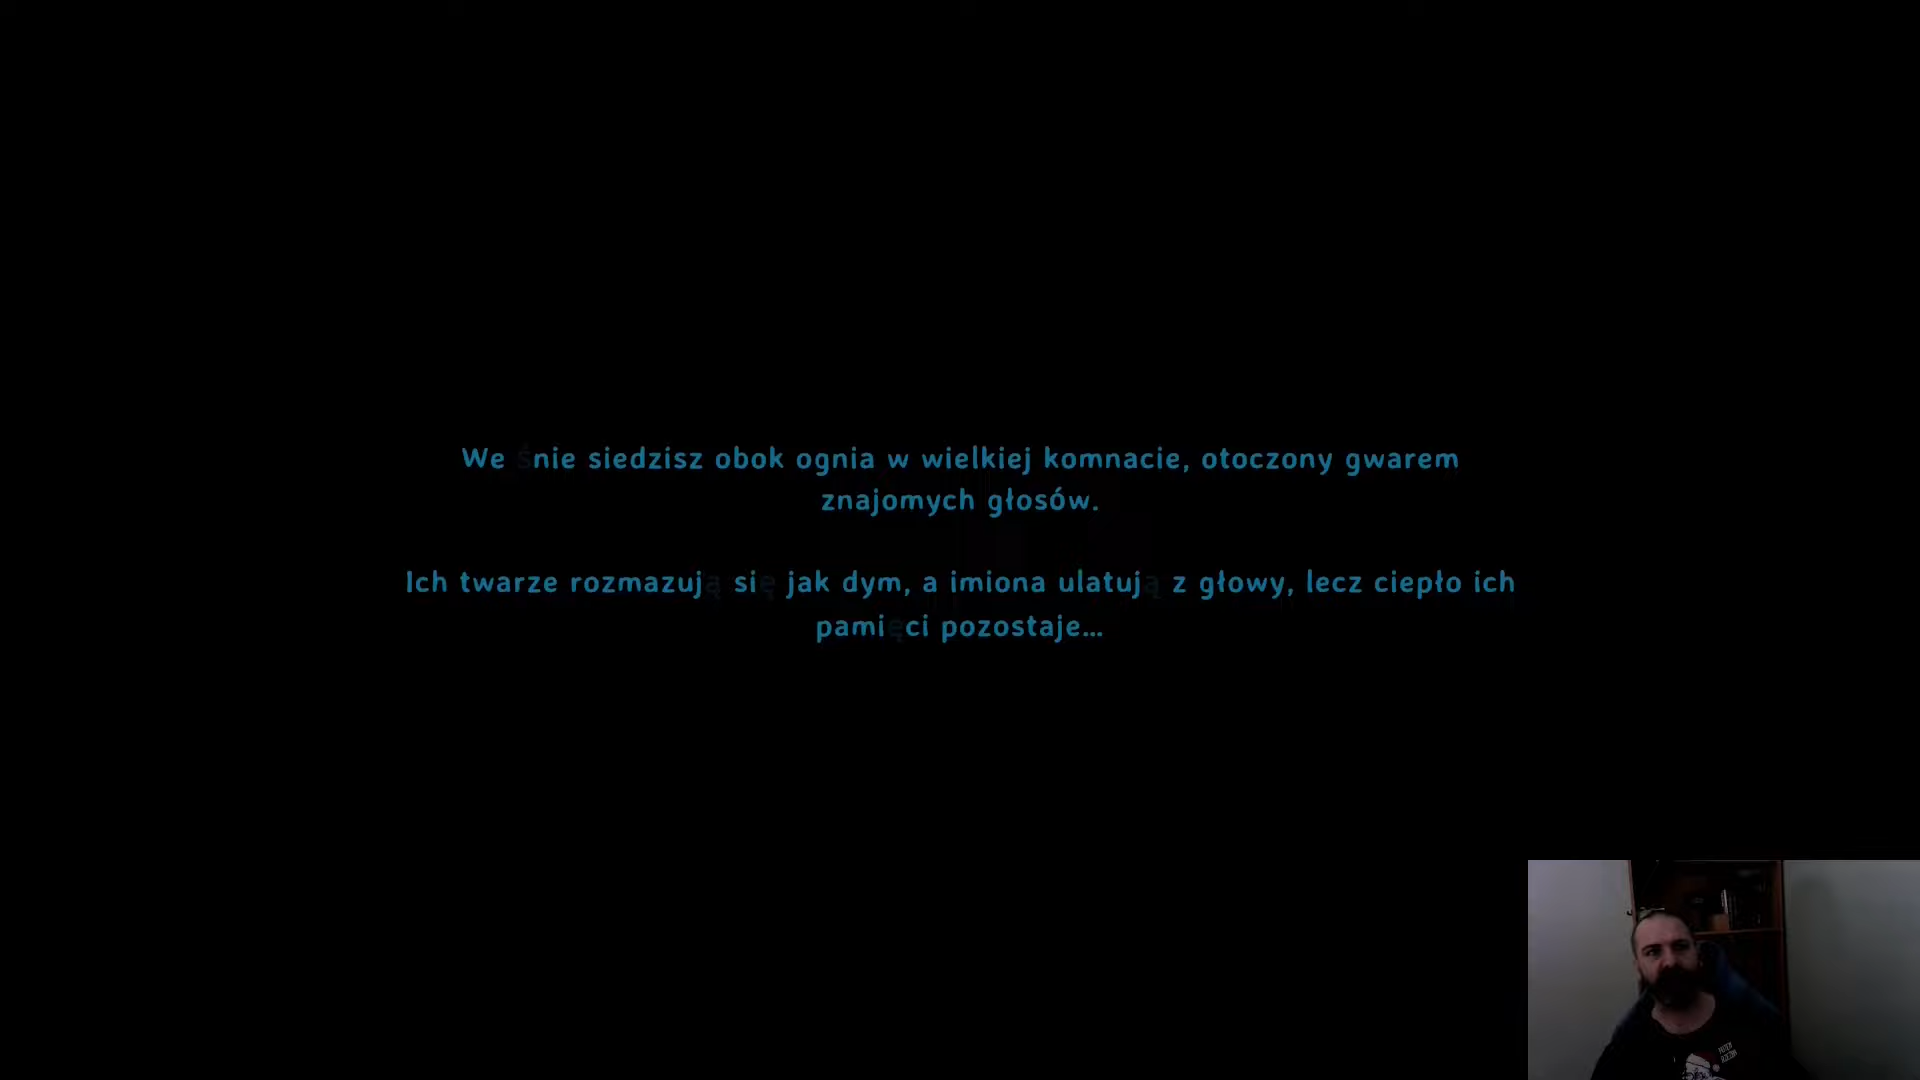 We śnie siedzisz obok ognia w wielkiej komnacie, otoczony gwarem
znajomych głosów.
Ich twarze rozmazują się jak dym, a imiona ulatują z głowy, lecz ciepło ich
pamięci pozostaje...